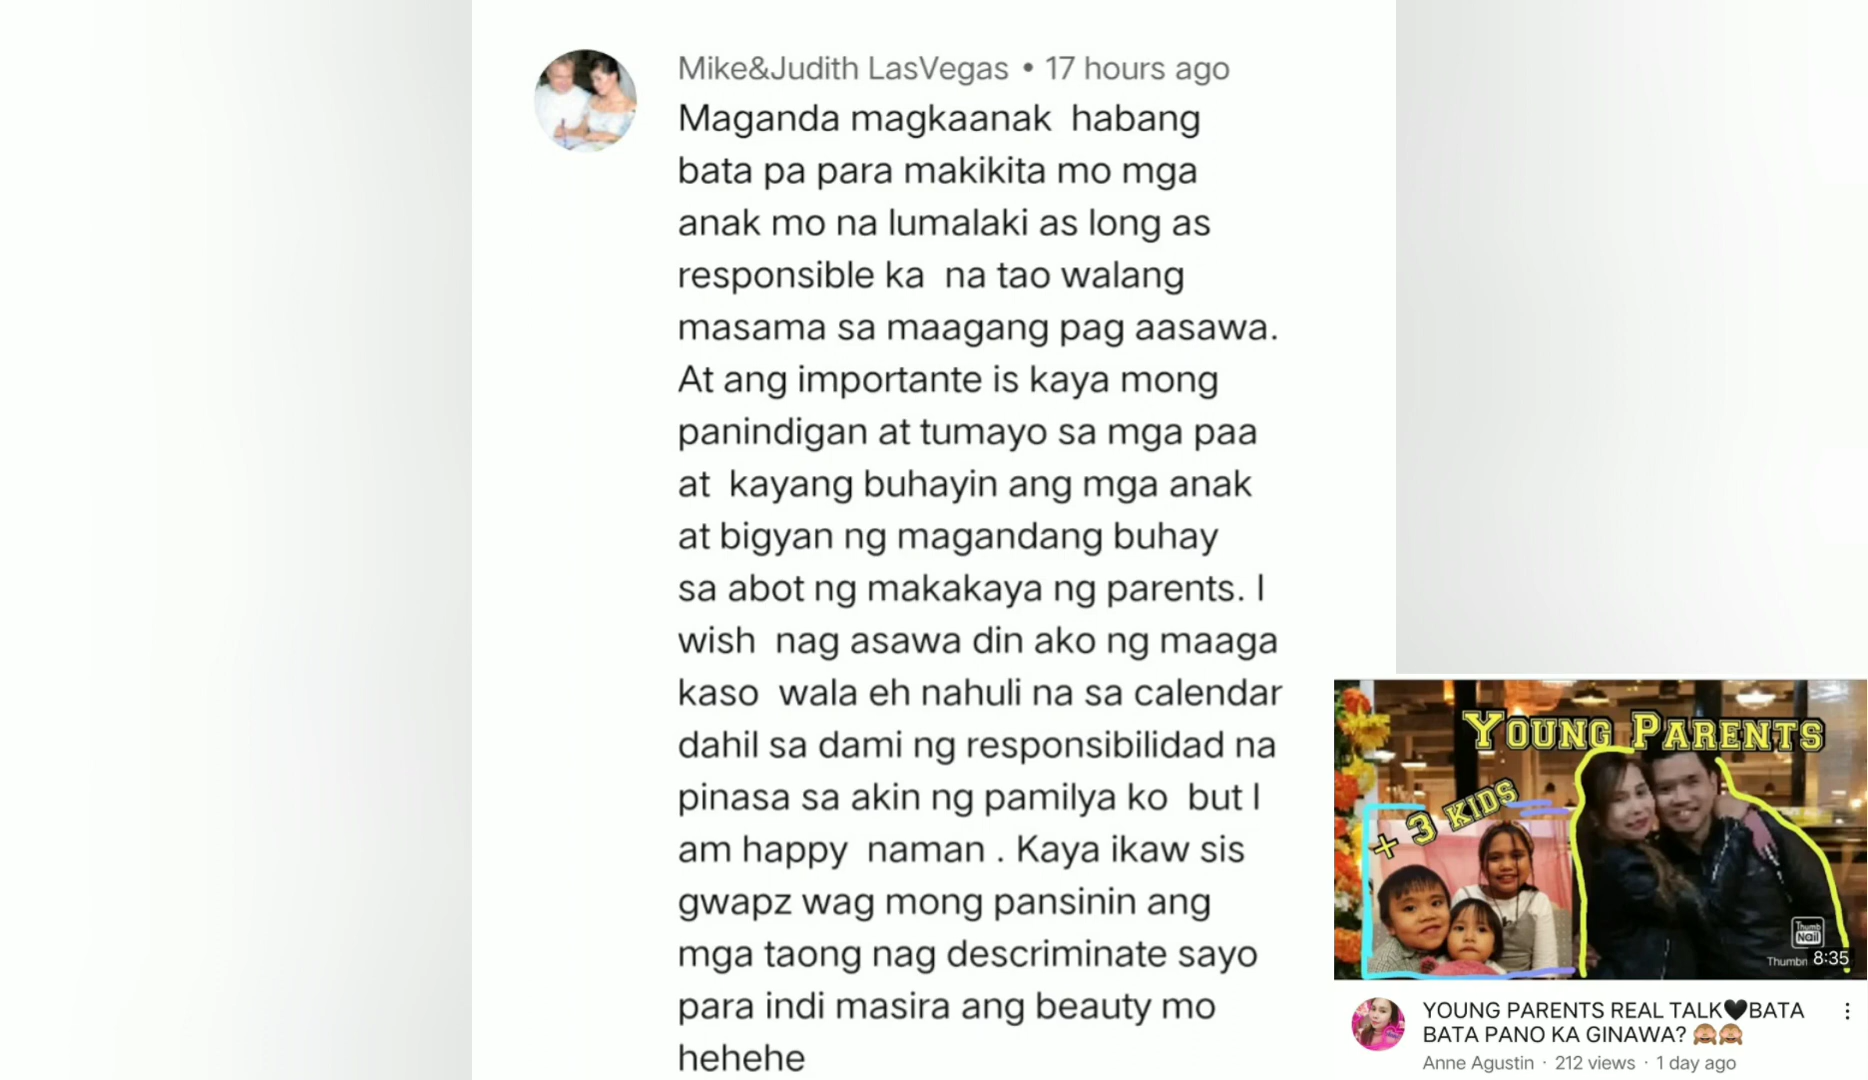 Mike&Judith LasVegas • 17 hours ago
Maganda magkaanak habang
bata pa para makikita mo mga
anak mo na lumalaki as long as
responsible ka na tao walang
masama sa maagang pag aasawa.
At ang importante is kaya mong
panindigan at tumayo sa mga paa
at kayang buhayin ang mga anak
at bigyan ng magandang buhay
sa abot ng makakaya ng parents. I
wish nag asawa din ako ng maaga
kaso wala eh nahuli na sa calendar
dahil sa dami ng responsibilidad na
pinasa sa akin ng pamilya ko but I
am happy naman . Kaya ikaw sis
gwapz wag mong pansinin ang
mga taong nag descriminate sayo
para indi masira ang beauty mo
hehehe
YOUNG PARENTS
+ 3 KIDS
Thumb
Nail
Thumbn
8:35
YOUNG PARENTS REAL TALK🖤BATA
BATA PANO KA GINAWA? 🙈🙈
Anne Agustin · 212 views · 1 day ago